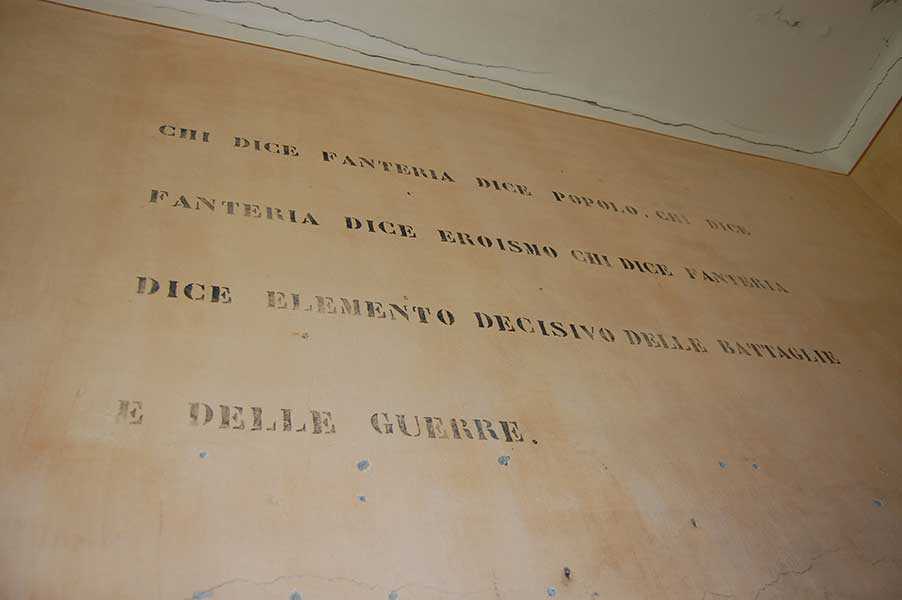 CHI DICE FANTERIA DICE POPOLO, CHI DICE
FANTERIA DICE EROISMO CHI DICE FANTERIA
DICE ELEMENTO DECISIVO DELLE BATTAGLIE
E DELLE GUERRE.